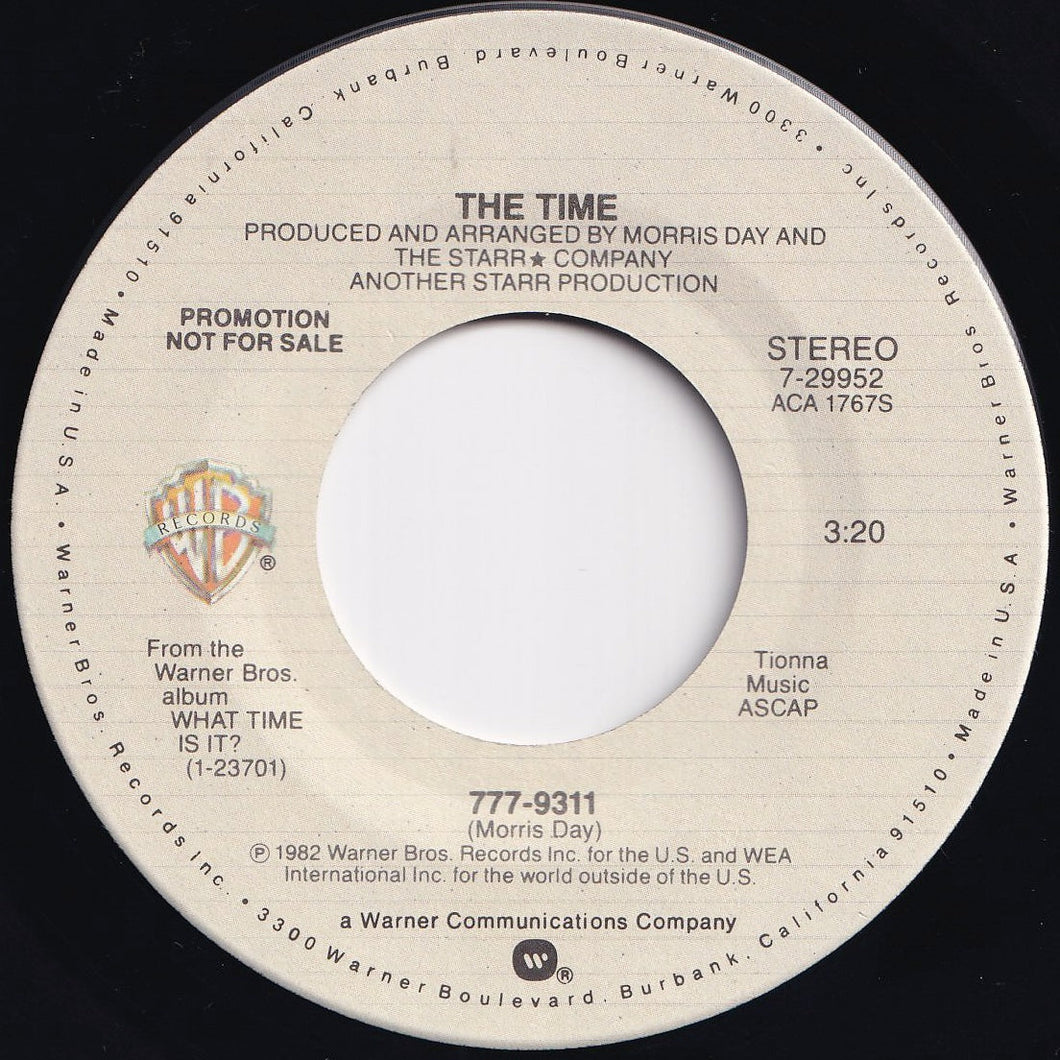 THE TIME
PRODUCED AND ARRANGED BY MORRIS DAY AND
THE STARR★ COMPANY
ANOTHER STARR PRODUCTION
PROMOTION
NOT FOR SALE
STEREO
7-29952
ACA 1767S
WB
RECORDS
®
3:20
From the
Warner Bros.
album
WHAT TIME
IS IT?
(1-23701)
Tionna
Music
ASCAP
777-9311
(Morris Day)
℗ 1982 Warner Bros. Records Inc. for the U.S. and WEA
International Inc. for the world outside of the U.S.
a Warner Communications Company
®
Warner Bros. Records Inc. • 3300 Warner Boulevard. Burbank, California 91510 • Made in U.S.A. •
Warner Bros Records, Inc • 3300 Warner Boulevard. Burbank. California 91510 • Made in U.S.A. •